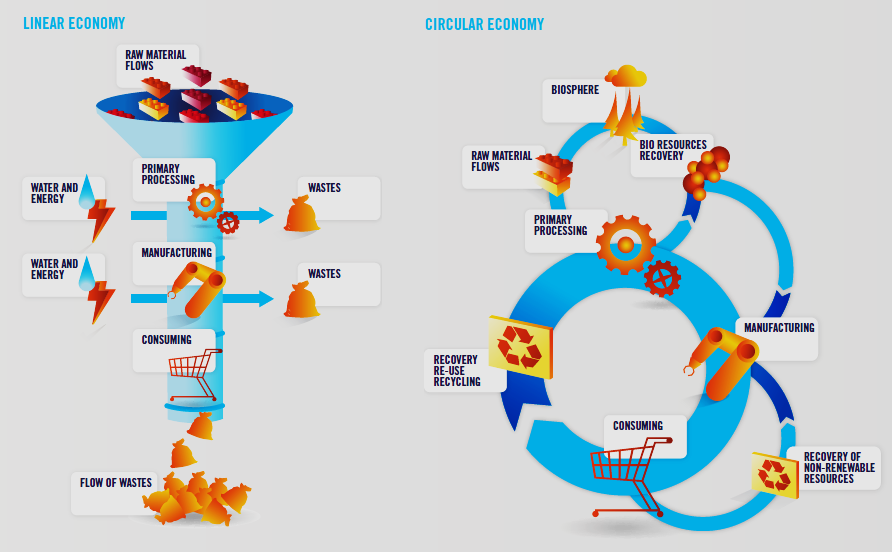 LINEAR ECONOMY
RAW MATERIAL
FLOWS
PRIMARY
PROCESSING
WATER AND
ENERGY
WASTES
MANUFACTURING
WATER AND
ENERGY
WASTES
CONSUMING
FLOW OF WASTES
CIRCULAR ECONOMY
BIOSPHERE
BIO RESOURCES
RECOVERY
RAW MATERIAL
FLOWS
PRIMARY
PROCESSING
MANUFACTURING
RECOVERY
RE-USE
RECYCLING
CONSUMING
RECOVERY OF
NON-RENEWABLE
RESOURCES